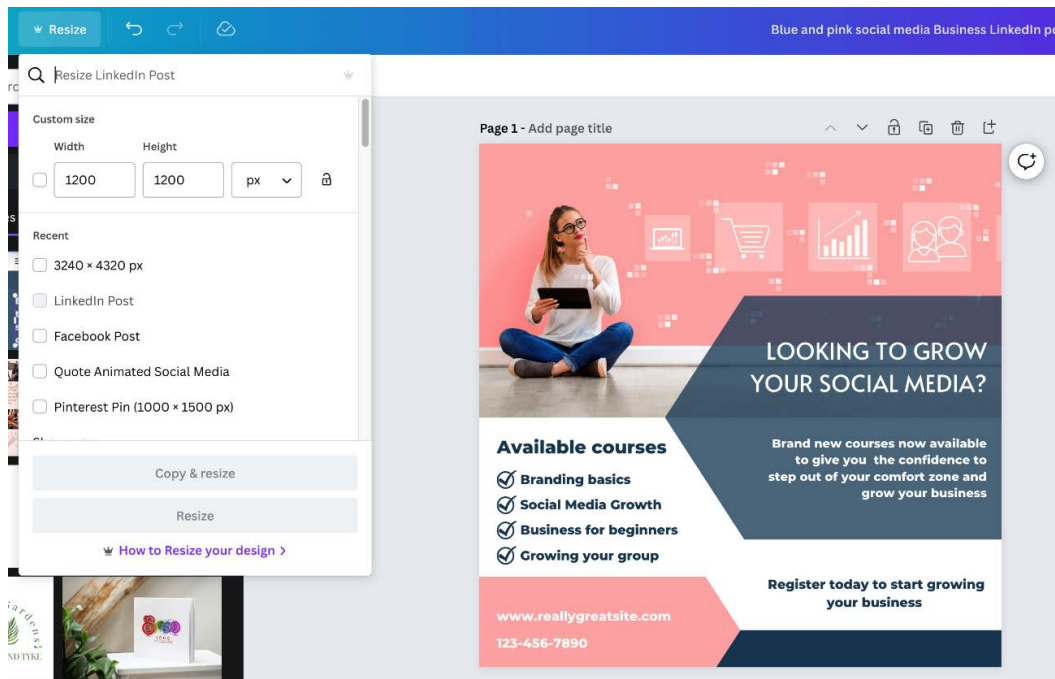 Resize
Blue and pink social media Business LinkedIn po
Resize LinkedIn Post
Custom size
Width Height
1200 1200 px
Recent
3240 × 4320 px
LinkedIn Post
Facebook Post
Quote Animated Social Media
Pinterest Pin (1000 × 1500 px)
Copy & resize
Resize
How to Resize your design >
Page 1 - Add page title
LOOKING TO GROW
YOUR SOCIAL MEDIA?
Available courses
Branding basics
Social Media Growth
Business for beginners
Growing your group
Brand new courses now available
to give you the confidence to
step out of your comfort zone and
grow your business
Register today to start growing
your business
www.reallygreatsite.com
123-456-7890